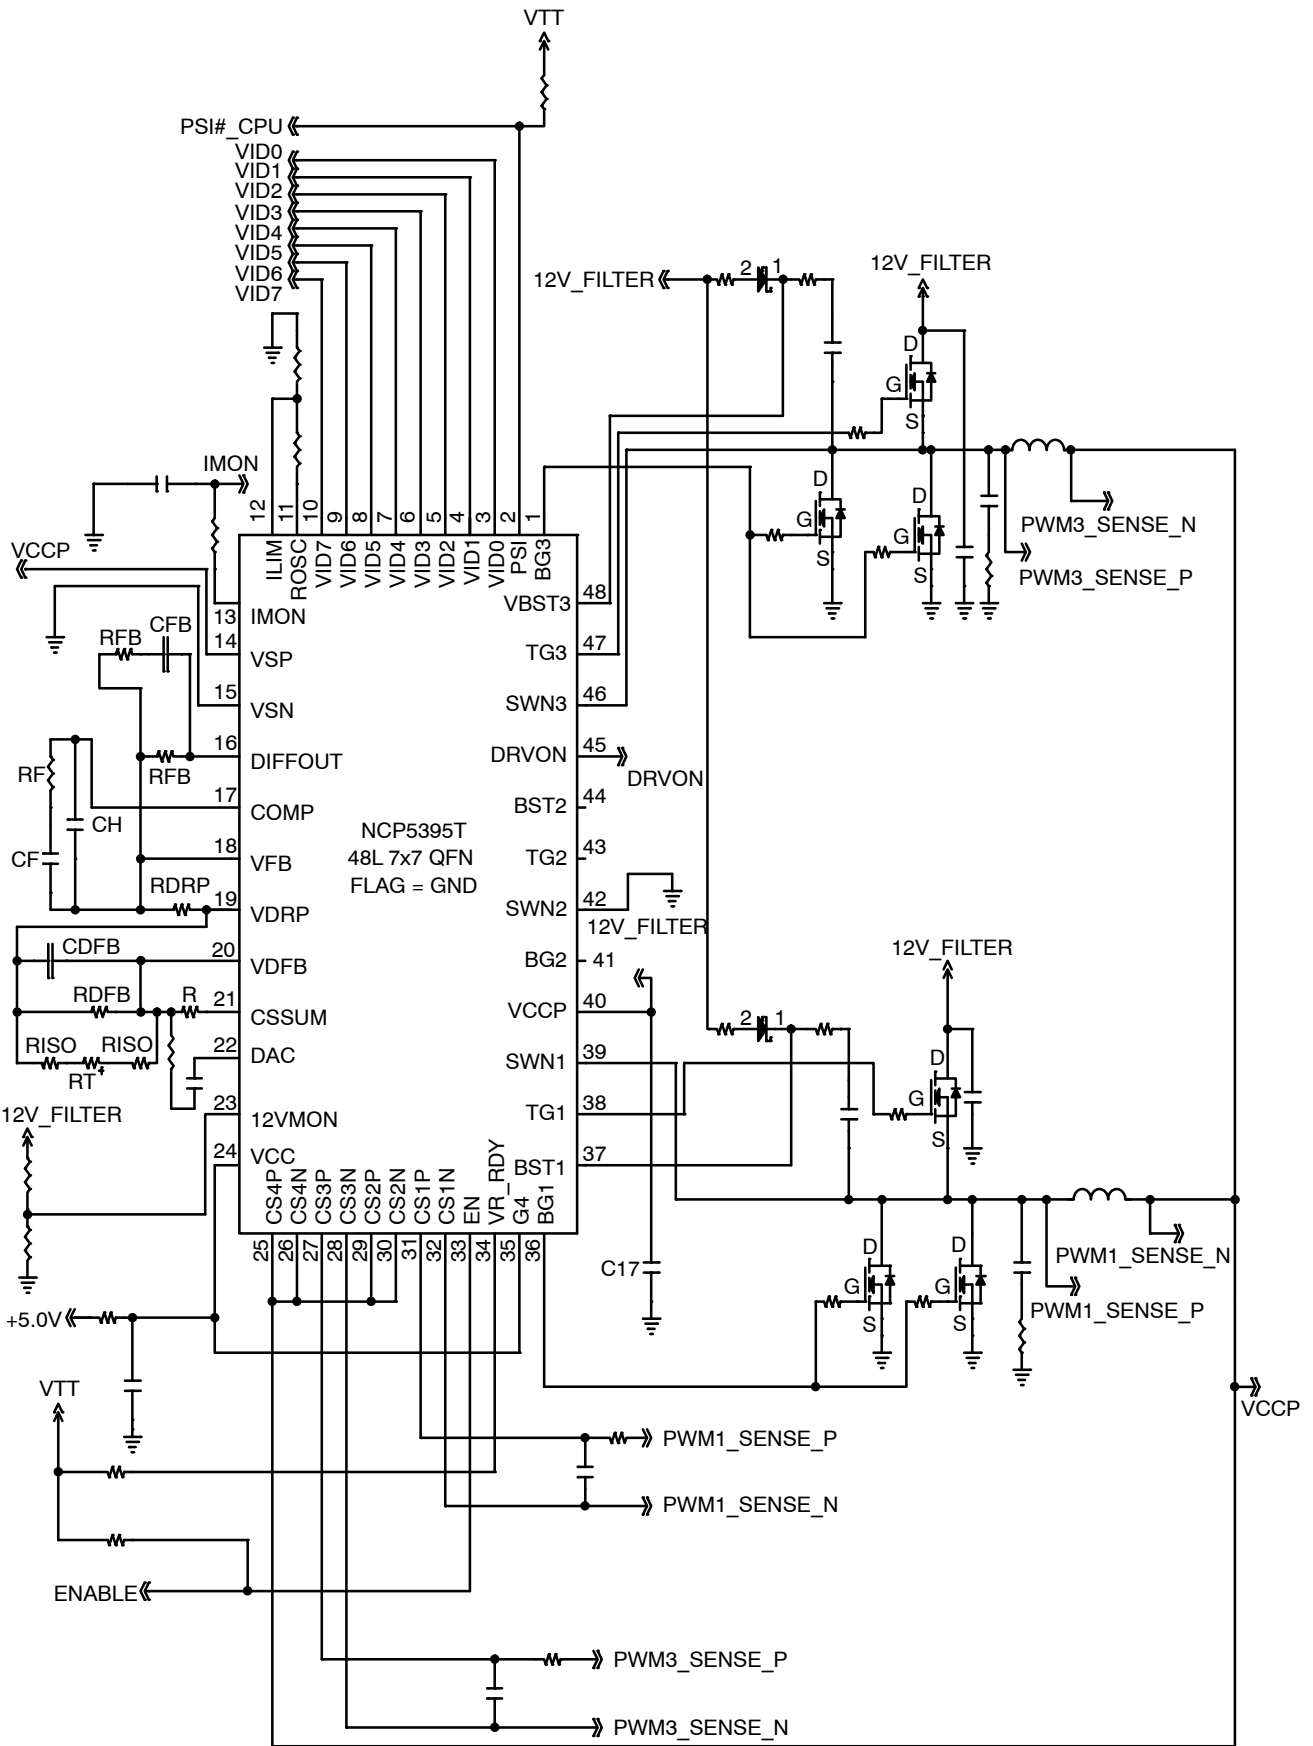 VTT
PSI#_CPU
VID0
VID1
VID2
VID3
VID4
VID5
VID6
VID7
12V_FILTER
2 1
12V_FILTER
D
G
S
IMON
12 11 10 9 8 7 6 5 4 3 2 1
ILIM ROSC VID7 VID6 VID5 VID4 VID3 VID2 VID1 VID0 PSI BG3
D
G
S
D
G
S
PWM3_SENSE_N
PWM3_SENSE_P
VCCP
13 IMON
14 VSP
15 VSN
16 DIFFOUT
17 COMP
18 VFB
19 VDRP
20 VDFB
21 CSSUM
22 DAC
23 12VMON
24 VCC
RFB
CFB
RFB
RF
CH
CF
RDRP
CDFB
RDFB
R
RISO
RT
RISO
+
12V_FILTER
NCP5395T
48L 7x7 QFN
FLAG = GND
VBST3 48
TG3 47
SWN3 46
DRVON 45
DRVON
BST2 44
TG2 43
SWN2 42
12V_FILTER
BG2 41
VCCP 40
SWN1 39
TG1 38
BST1 37
12V_FILTER
2 1
D
G
S
CS4P CS4N CS3P CS3N CS2P CS2N CS1P CS1N EN VR_RDY G4 BG1
25 26 27 28 29 30 31 32 33 34 35 36
C17
D
G
S
D
G
S
PWM1_SENSE_N
PWM1_SENSE_P
+5.0V
VTT
VCCP
PWM1_SENSE_P
PWM1_SENSE_N
ENABLE
PWM3_SENSE_P
PWM3_SENSE_N